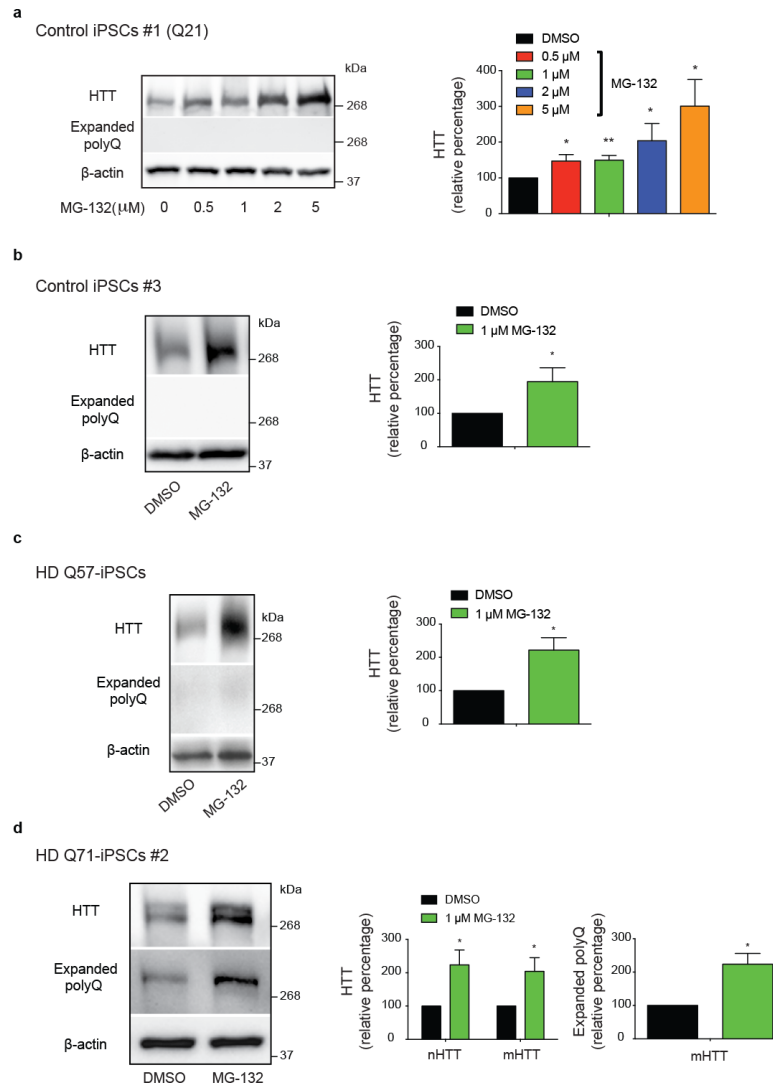 a
Control iPSCs #1 (Q21)
kDa
HTT
268
Expanded
polyQ
268
β-actin
37
MG-132(μM) 0 0.5 1 2 5
DMSO
0.5 µM
1 µM
2 µM
5 µM
MG-132
HTT
(relative percentage)
400
300
200
100
0
*
**
*
*
b
Control iPSCs #3
kDa
HTT
268
Expanded
polyQ
268
β-actin
37
DMSO
MG-132
DMSO
1 µM MG-132
HTT
(relative percentage)
300
200
100
0
*
c
HD Q57-iPSCs
kDa
HTT
268
Expanded
polyQ
268
β-actin
37
DMSO
MG-132
DMSO
1 µM MG-132
HTT
(relative percentage)
300
200
100
0
*
d
HD Q71-iPSCs #2
kDa
HTT
268
Expanded
polyQ
268
β-actin
37
DMSO MG-132
DMSO
1 µM MG-132
HTT
(relative percentage)
300
200
100
0
*
*
nHTT mHTT
Expanded polyQ
(relative percentage)
300
200
100
0
*
mHTT